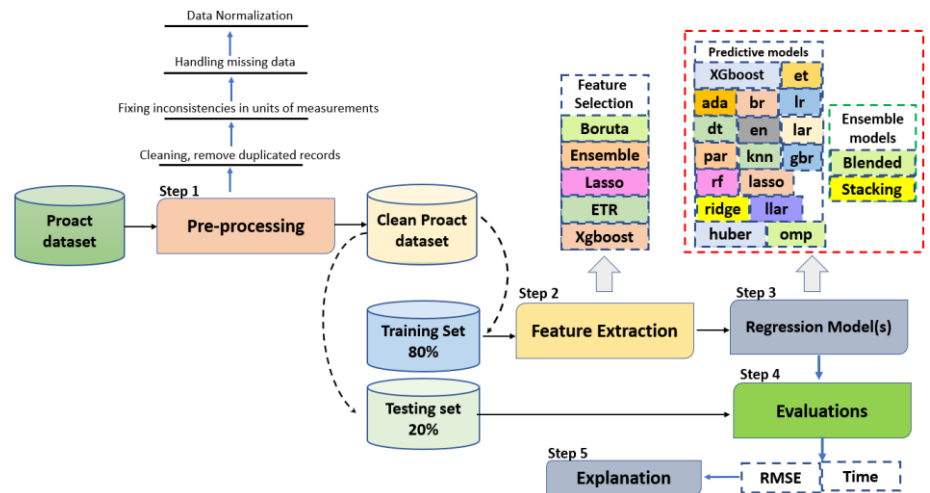 Data Normalization
Handling missing data
Fixing inconsistencies in units of measurements
Cleaning, remove duplicated records
Step 1
Proact
dataset
Pre-processing
Clean Proact
dataset
Training Set
80%
Testing set
20%
Step 2
Feature Extraction
Feature
Selection
Boruta
Ensemble
Lasso
ETR
Xgboost
Step 3
Regression Model(s)
Predictive models
XGboost et
ada br lr
dt en lar
par knn gbr
rf lasso
ridge llar
huber omp
Ensemble
models
Blended
Stacking
Step 4
Evaluations
RMSE Time
Step 5
Explanation